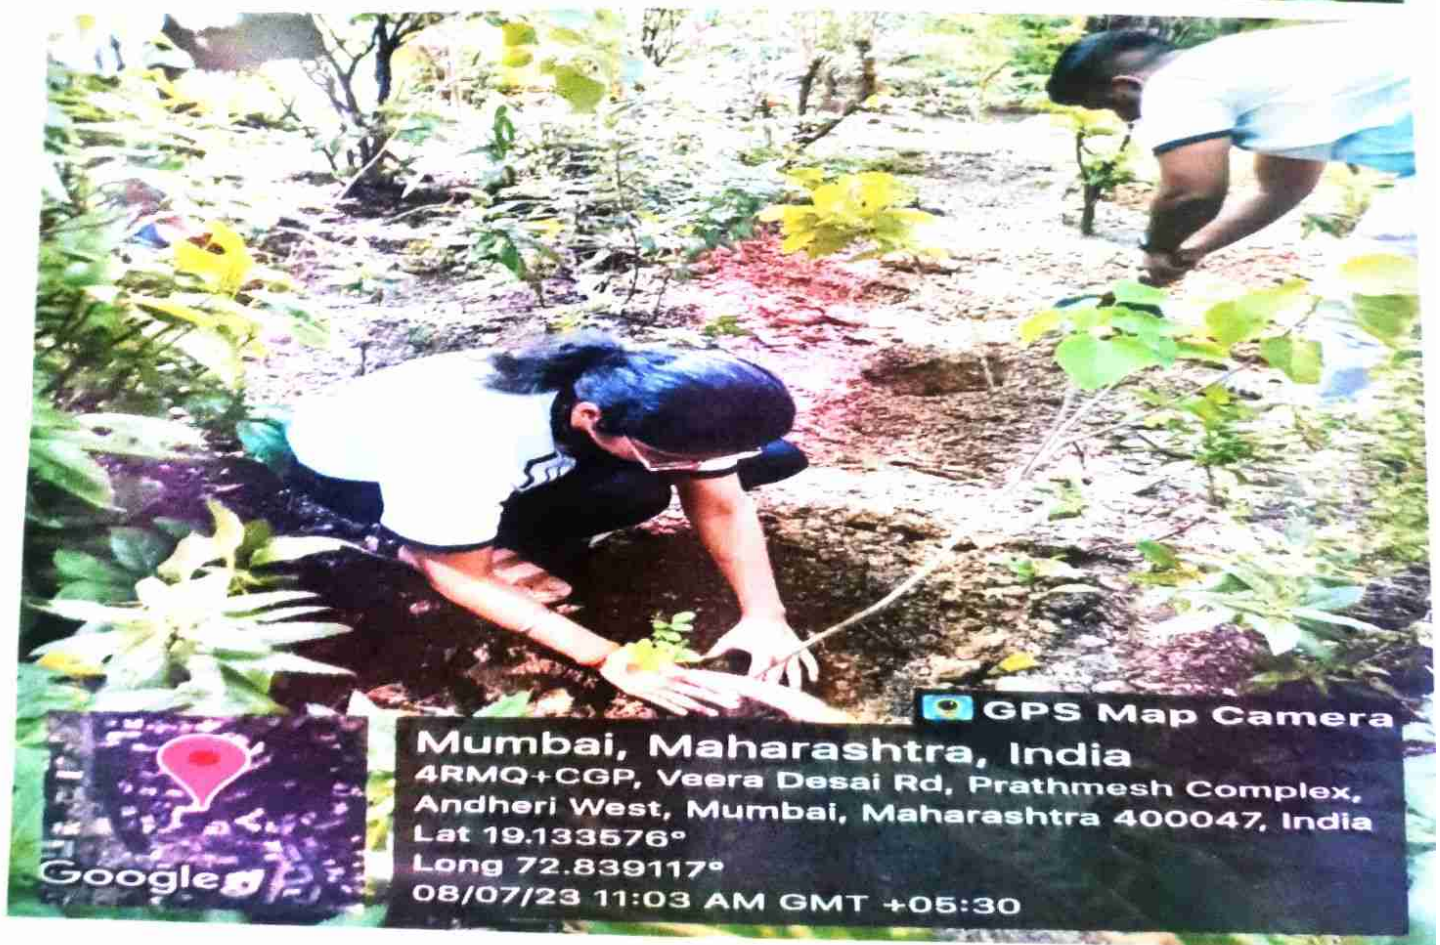 GPS Map Camera
Mumbai, Maharashtra, India
4RMQ+CGP, Veera Desai Rd, Prathmesh Complex,
Andheri West, Mumbai, Maharashtra 400047, India
Lat 19.133576°
Long 72.839117°
08/07/23 11:03 AM GMT +05:30
Google